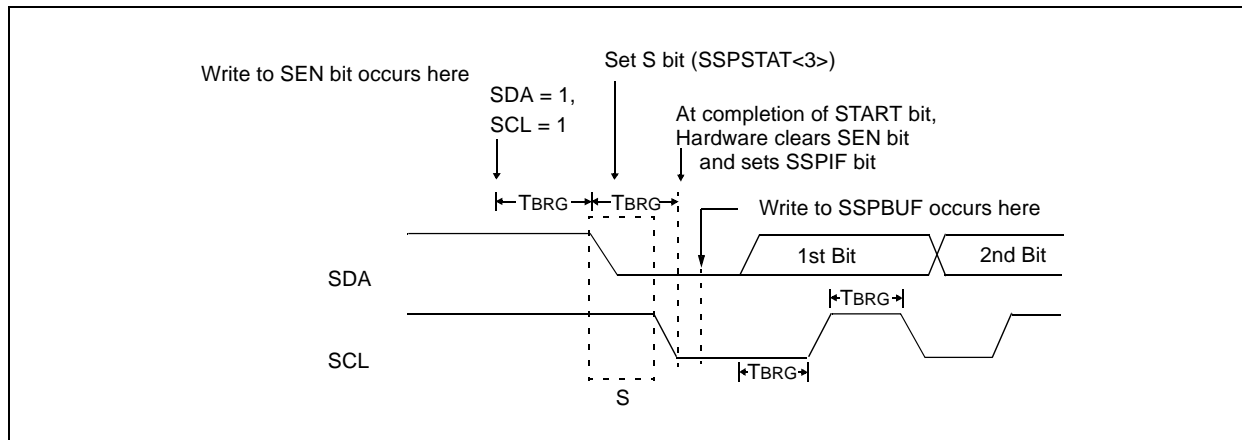 Write to SEN bit occurs here
Set S bit (SSPSTAT<3>)
SDA = 1,
SCL = 1
At completion of START bit,
Hardware clears SEN bit
and sets SSPIF bit
TBRG
TBRG
Write to SSPBUF occurs here
SDA
1st Bit
2nd Bit
TBRG
SCL
TBRG
S